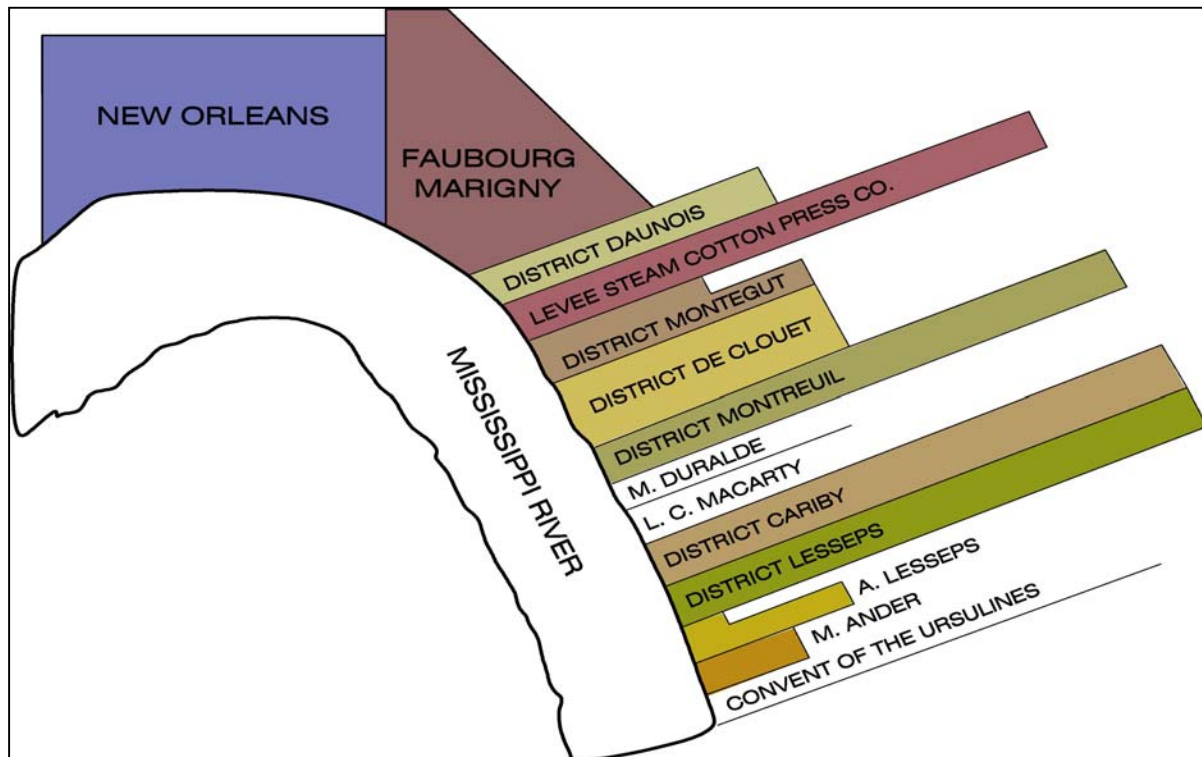 NEW ORLEANS
FAUBOURG
MARIGNY
DISTRICT DAUNOIS
LEVEE STEAM COTTON PRESS CO.
DISTRICT MONTEGUT
DISTRICT DE CLOUET
DISTRICT MONTREUIL
M. DURALDE
L. C. MACARTY
DISTRICT CARIBY
DISTRICT LESSEPS
A. LESSEPS
M. ANDER
CONVENT OF THE URSULINES
MISSISSIPPI RIVER